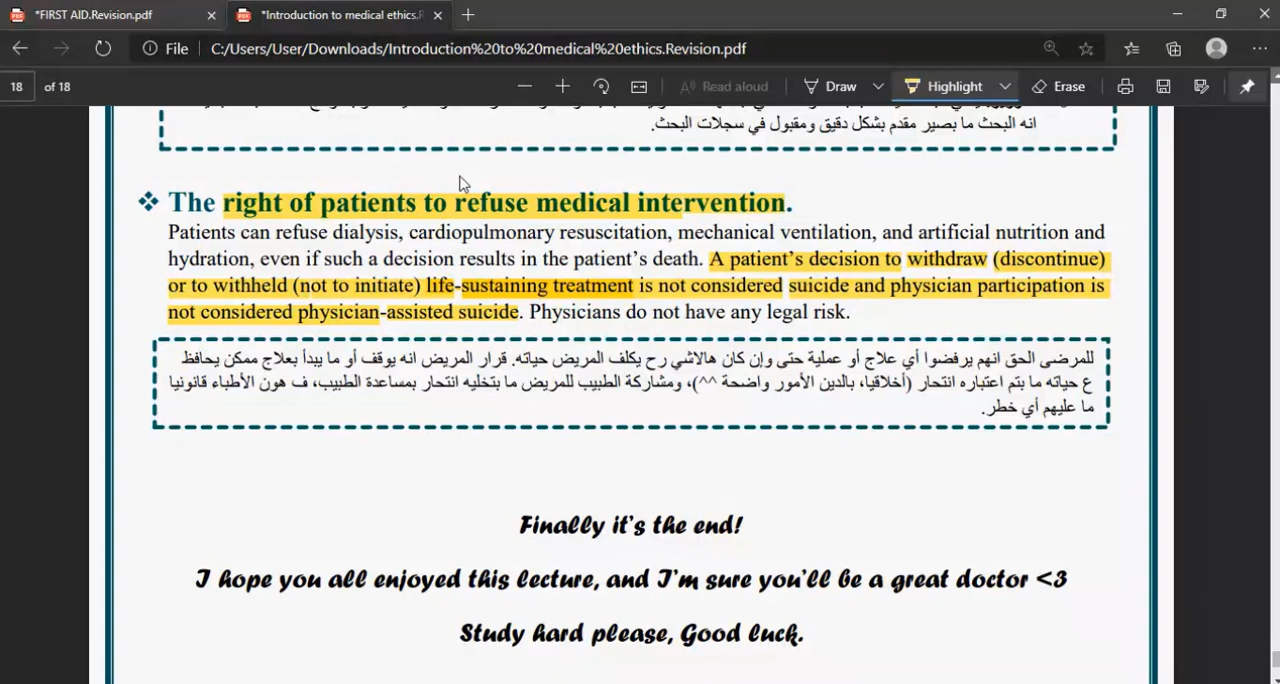 *FIRST AID.Revision.pdf
*Introduction to medical ethics.R
File
C:/Users/User/Downloads/Introduction%20to%20medical%20ethics.Revision.pdf
18 of 18
Read aloud
Draw
Highlight
Erase
انه البحث ما بصير مقدم بشكل دقيق ومقبول في سجلات البحث.
❖ The right of patients to refuse medical intervention.
Patients can refuse dialysis, cardiopulmonary resuscitation, mechanical ventilation, and artificial nutrition and
hydration, even if such a decision results in the patient's death. A patient's decision to withdraw (discontinue)
or to withheld (not to initiate) life-sustaining treatment is not considered suicide and physician participation is
not considered physician-assisted suicide. Physicians do not have any legal risk.
للمرضى الحق انهم يرفضوا أي علاج أو عملية حتى وإن كان هالاشي رح يكلف المريض حياته. قرار المريض انه يوقف أو ما يبدأ بعلاج ممكن يحافظ
ع حياته ما بتم اعتباره انتحار (أخلاقيا، بالدين الأمور واضحة ^^)، ومشاركة الطبيب للمريض ما بتخليه انتحار بمساعدة الطبيب، ف هون الأطباء قانونيا
ما عليهم أي خطر.
Finally it's the end!
I hope you all enjoyed this lecture, and I'm sure you'll be a great doctor <3
Study hard please, Good luck.